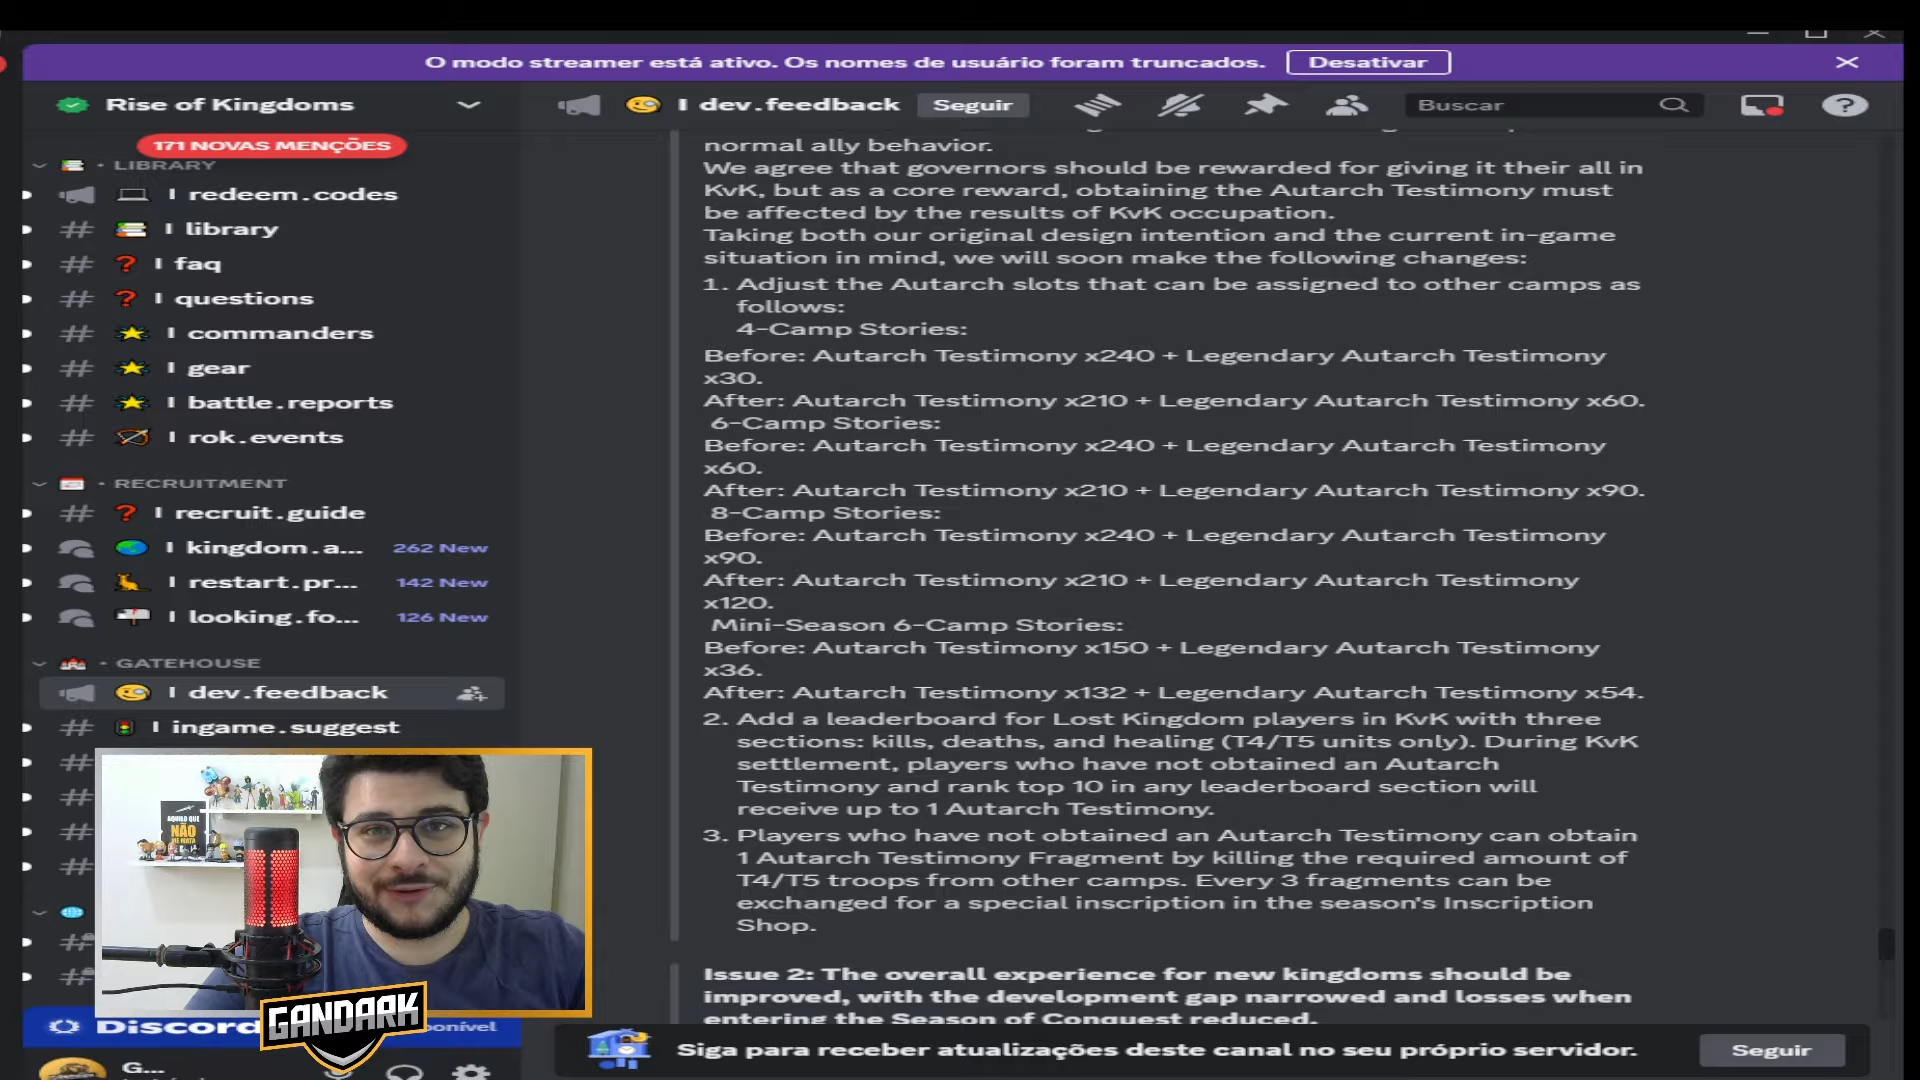 O modo streamer está ativo. Os nomes de usuário foram truncados.
Desativar
Rise of Kingdoms
171 NOVAS MENÇÕES
LIBRARY
redeem.codes
library
faq
questions
commanders
gear
battle.reports
rok.events
RECRUITMENT
recruit.guide
kingdom.a... 262 New
restart.pr... 142 New
looking.fo... 126 New
GATEHOUSE
dev.feedback
ingame.suggest
dev.feedback
Seguir
Buscar
normal ally behavior.
We agree that governors should be rewarded for giving it their all in
KvK, but as a core reward, obtaining the Autarch Testimony must
be affected by the results of KvK occupation.
Taking both our original design intention and the current in-game
situation in mind, we will soon make the following changes:
1. Adjust the Autarch slots that can be assigned to other camps as
follows:
4-Camp Stories:
Before: Autarch Testimony x240 + Legendary Autarch Testimony
x30.
After: Autarch Testimony x210 + Legendary Autarch Testimony x60.
6-Camp Stories:
Before: Autarch Testimony x240 + Legendary Autarch Testimony
x60.
After: Autarch Testimony x210 + Legendary Autarch Testimony x90.
8-Camp Stories:
Before: Autarch Testimony x240 + Legendary Autarch Testimony
x90.
After: Autarch Testimony x210 + Legendary Autarch Testimony
x120.
Mini-Season 6-Camp Stories:
Before: Autarch Testimony x150 + Legendary Autarch Testimony
x36.
After: Autarch Testimony x132 + Legendary Autarch Testimony x54.
2. Add a leaderboard for Lost Kingdom players in KvK with three
sections: kills, deaths, and healing (T4/T5 units only). During KvK
settlement, players who have not obtained an Autarch
Testimony and rank top 10 in any leaderboard section will
receive up to 1 Autarch Testimony.
3. Players who have not obtained an Autarch Testimony can obtain
1 Autarch Testimony Fragment by killing the required amount of
T4/T5 troops from other camps. Every 3 fragments can be
exchanged for a special inscription in the season's Inscription
Shop.
Issue 2: The overall experience for new kingdoms should be
improved, with the development gap narrowed and losses when
entering the Season of Conquest reduced.
Siga para receber atualizações deste canal no seu próprio servidor.
Seguir
AQUILO QUE
NÃO
ME MATA
GANDARK
Discord
G...